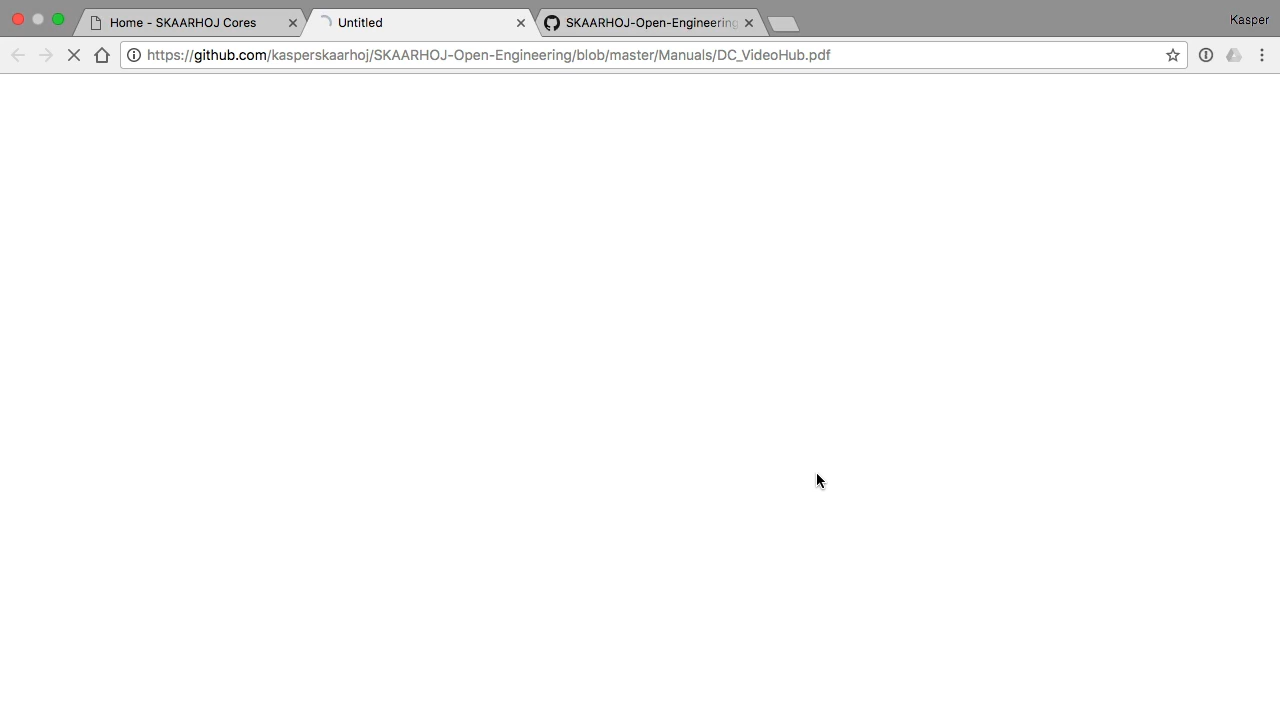 Home - SKAARHOJ Cores
Untitled
SKAARHOJ-Open-Engineering
Kasper
https://github.com/kasperskaarhoj/SKAARHOJ-Open-Engineering/blob/master/Manuals/DC_VideoHub.pdf